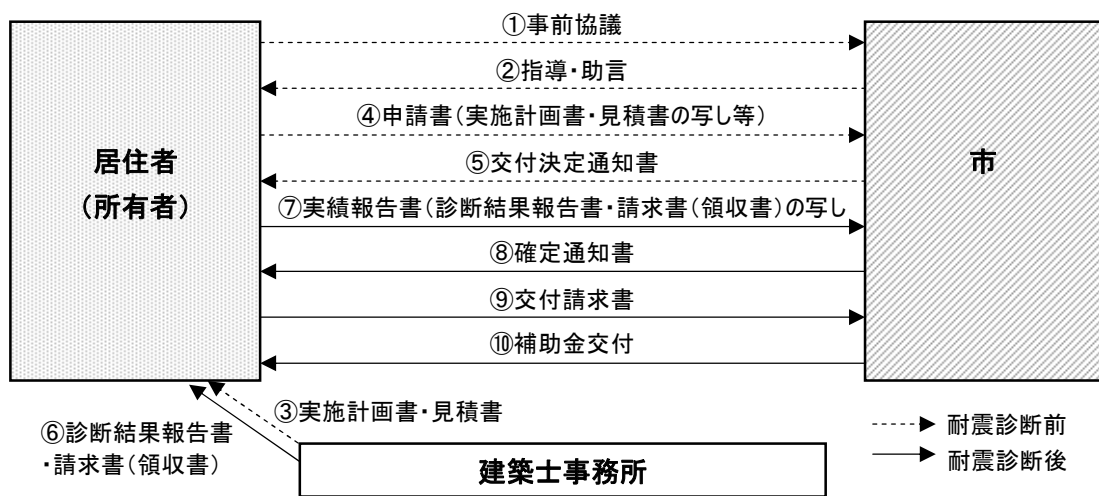 ①事前協議
②指導・助言
④申請書(実施計画書・見積書の写し等)
⑤交付決定通知書
居住者
(所有者)
市
⑦実績報告書(診断結果報告書・請求書(領収書)の写し
⑧確定通知書
⑨交付請求書
⑩補助金交付
③実施計画書・見積書
⑥診断結果報告書
・請求書(領収書)
建築士事務所
耐震診断前
耐震診断後